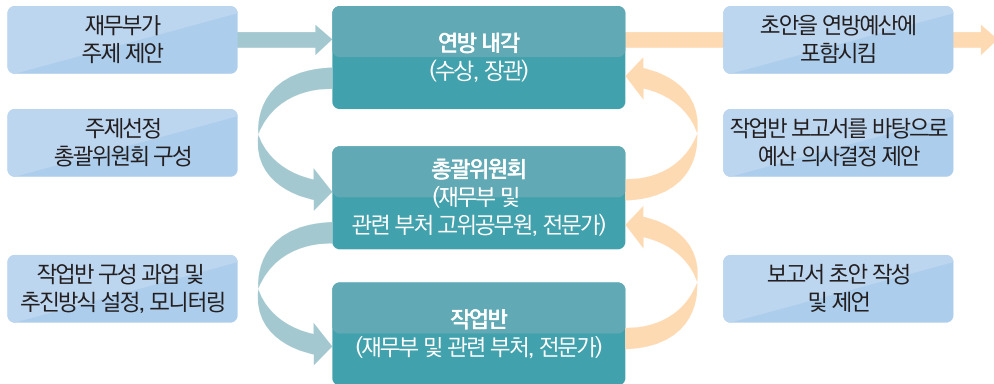 재무부가
주제 제안
연방 내각
(수상, 장관)
초안을 연방예산에
포함시킴
주제선정
총괄위원회 구성
작업반 보고서를 바탕으로
예산 의사결정 제안
총괄위원회
(재무부 및
관련 부처 고위공무원, 전문가)
작업반 구성 과업 및
추진방식 설정, 모니터링
보고서 초안 작성
및 제언
작업반
(재무부 및 관련 부처, 전문가)